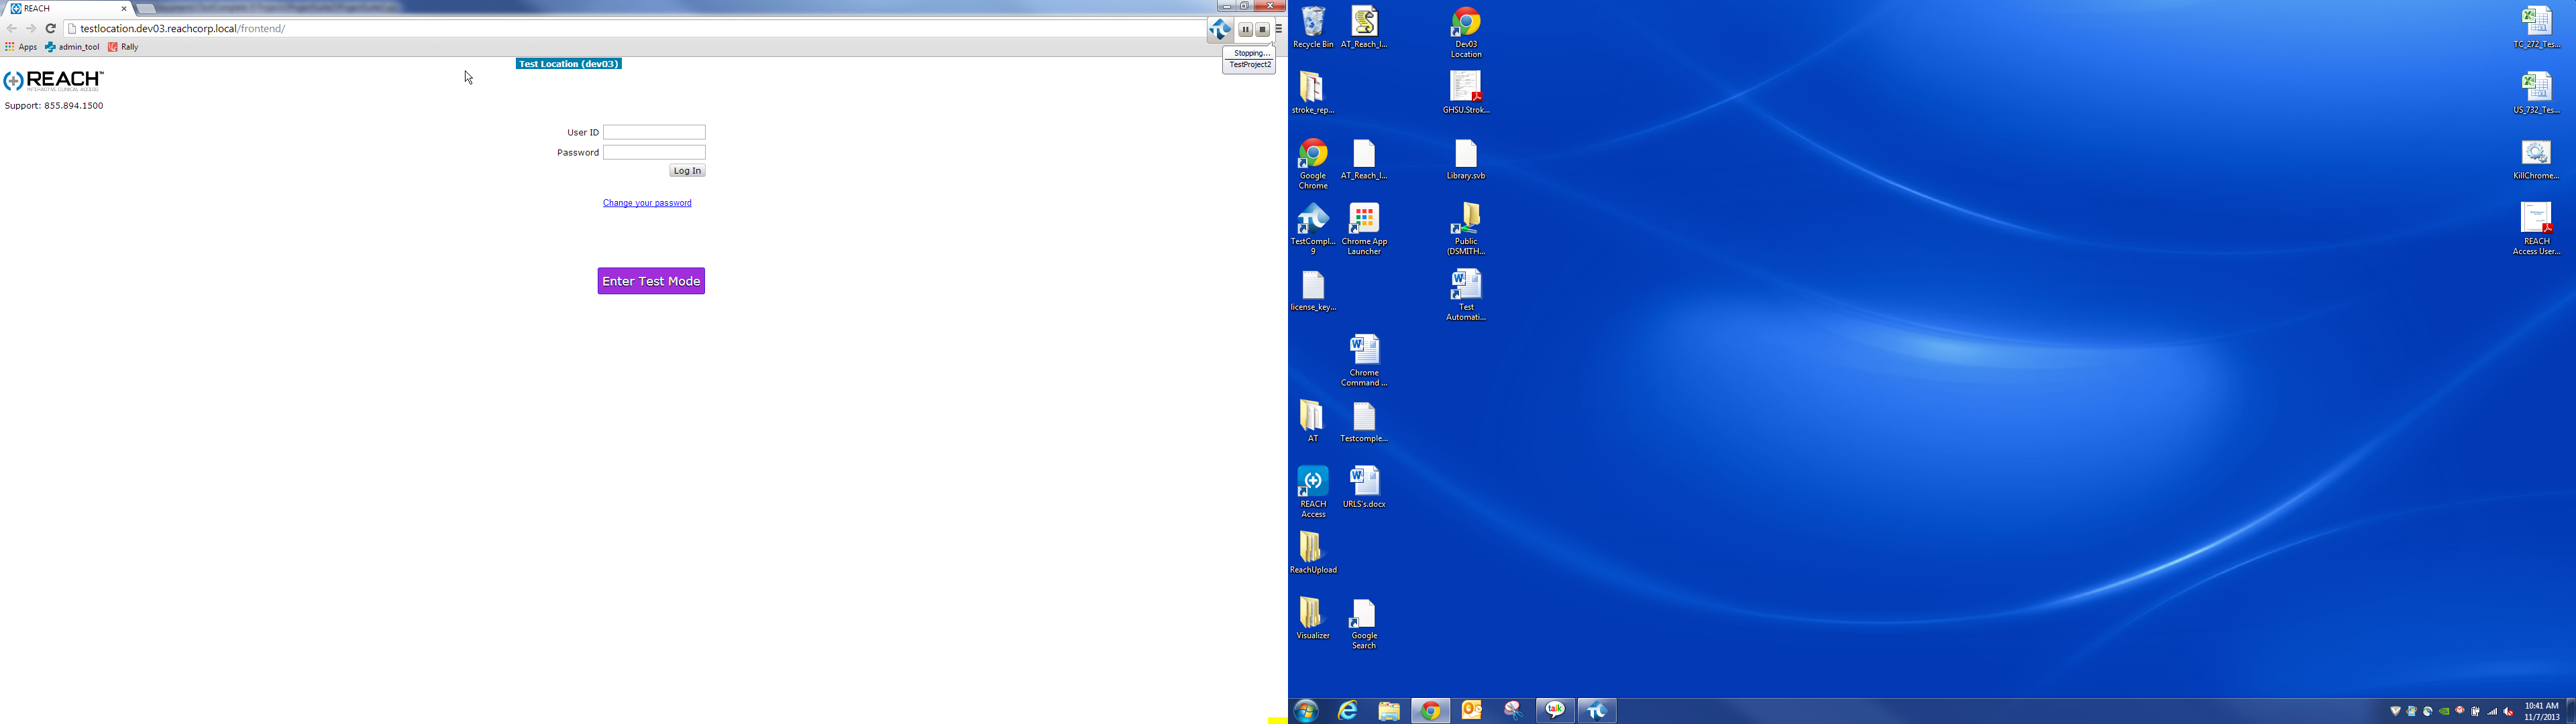 REACH
testlocation.dev03.reachcorp.local/frontend/
Apps
admin_tool
Rally
Stopping...
TestProject2
Test Location (dev03)
REACH™
INTERACTIVE CLINICAL ACCESS
Support: 855.894.1500
User ID
Password
Log In
Change your password
Enter Test Mode
Recycle Bin
AT_Reach_I...
Dev03
Location
TC_272_Tes...
stroke_rep...
GHSU.Strok...
US_732_Tes...
Google
Chrome
AT_Reach_I...
Library.svb
KillChrome...
TestCompl...
9
Chrome App
Launcher
Public
(DSMITH...
REACH
Access User...
license_key...
Test
Automati...
Chrome
Command ...
AT
Testcomple...
REACH
Access
URLS's.docx
ReachUpload
Visualizer
Google
Search
talk
10:41 AM
11/7/2013